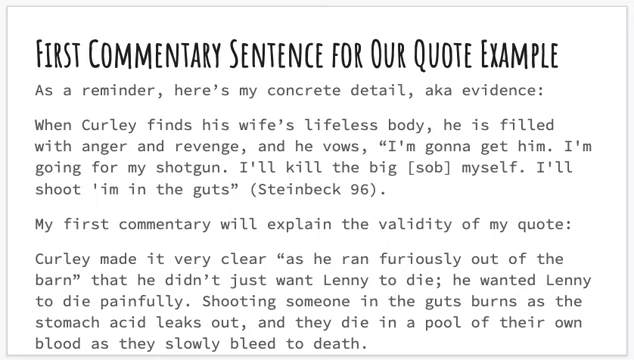 First Commentary Sentence for Our Quote Example
As a reminder, here’s my concrete detail, aka evidence:
When Curley finds his wife’s lifeless body, he is filled
with anger and revenge, and he vows, “I'm gonna get him. I'm
going for my shotgun. I'll kill the big [sob] myself. I'll
shoot 'im in the guts” (Steinbeck 96).
My first commentary will explain the validity of my quote:
Curley made it very clear “as he ran furiously out of the
barn” that he didn’t just want Lenny to die; he wanted Lenny
to die painfully. Shooting someone in the guts burns as the
stomach acid leaks out, and they die in a pool of their own
blood as they slowly bleed to death.